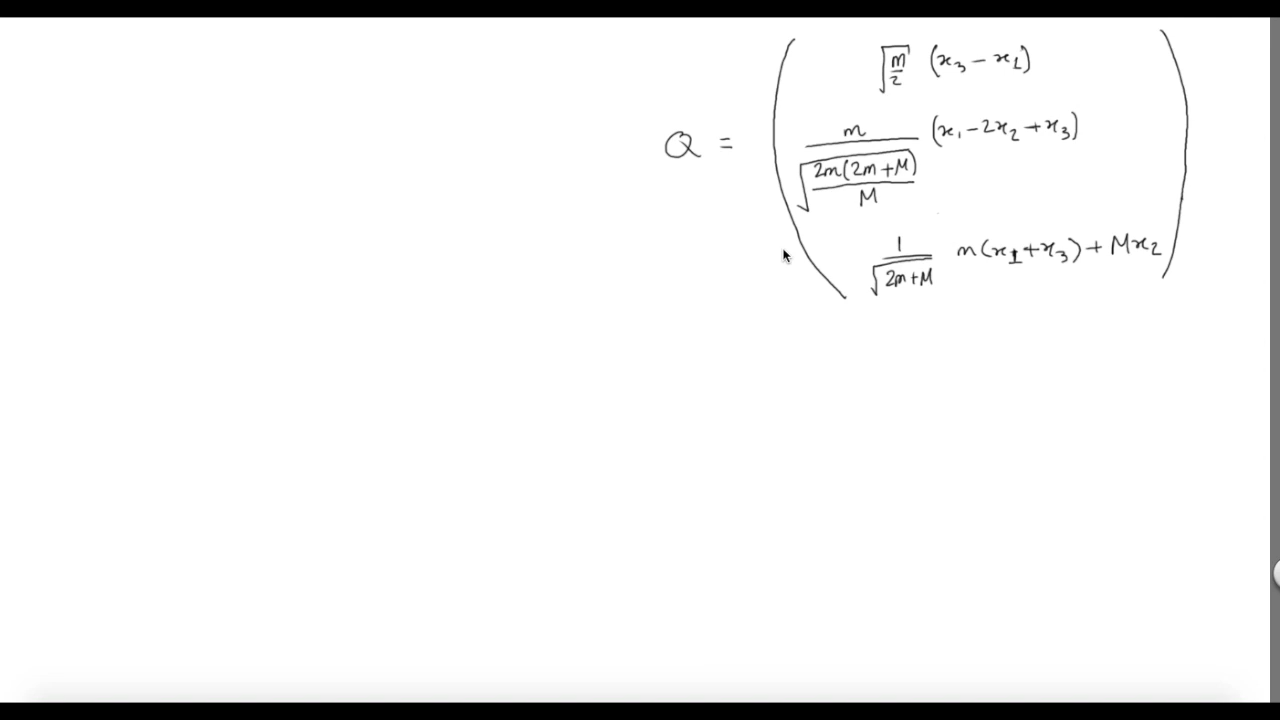 √(m/2) (x₃ − x₁)
Q = m / √(2m(2m+M)/M) (x₁ − 2x₂ + x₃)
1/√(2m+M) m(x₁+x₃) + Mx₂